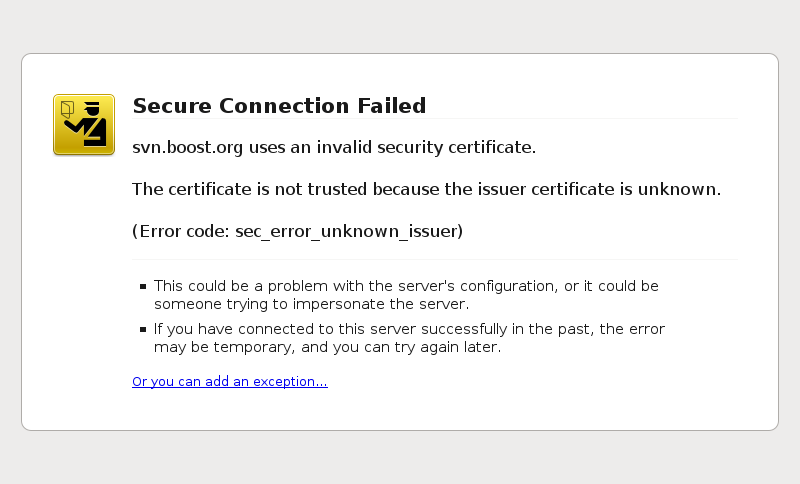 Secure Connection Failed
svn.boost.org uses an invalid security certificate.
The certificate is not trusted because the issuer certificate is unknown.
(Error code: sec_error_unknown_issuer)
This could be a problem with the server's configuration, or it could be
someone trying to impersonate the server.
If you have connected to this server successfully in the past, the error
may be temporary, and you can try again later.
Or you can add an exception...